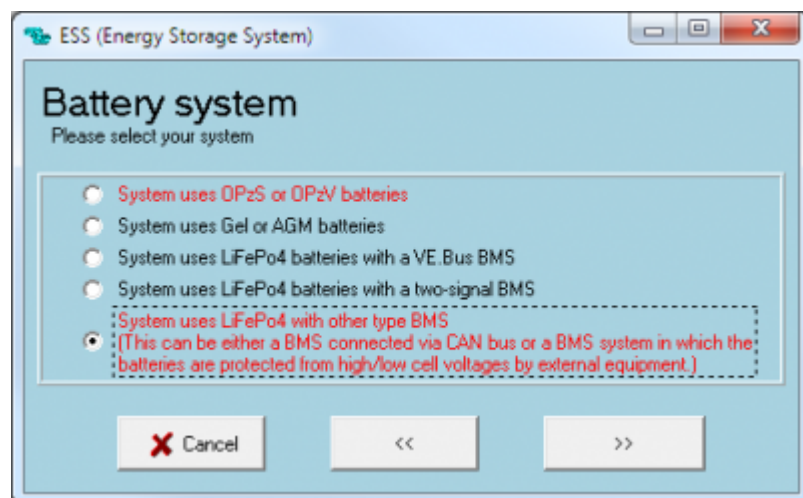 ESS (Energy Storage System)
Battery system
Please select your system
System uses OPzS or OPzV batteries
System uses Gel or AGM batteries
System uses LiFePo4 batteries with a VE.Bus BMS
System uses LiFePo4 batteries with a two-signal BMS
System uses LiFePo4 with other type BMS
(This can be either a BMS connected via CAN bus or a BMS system in which the
batteries are protected from high/low cell voltages by external equipment.)
Cancel << >>